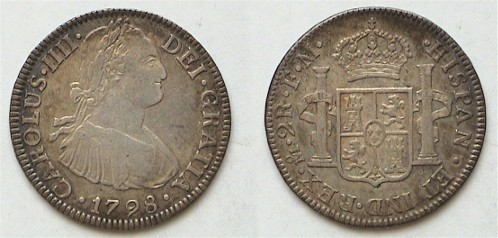 CAROLUS·IIII· DEI·GRATIA·
·1798·
·HISPAN·ET IND·REX·Mº·2R·F·M·